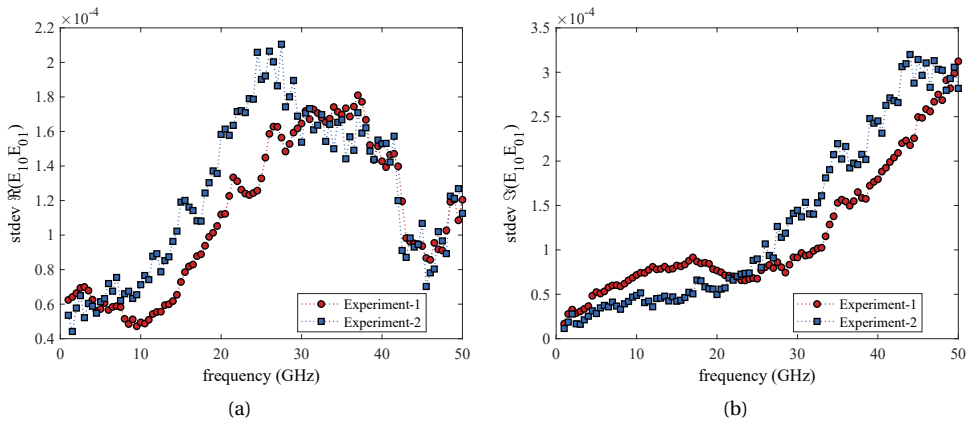 ×10⁻⁴
2.2
2
1.8
1.6
1.4
1.2
1
0.8
0.6
0.4
stdev ℜ(E₁₀E₀₁)
0 10 20 30 40 50
frequency (GHz)
Experiment-1
Experiment-2
(a)
×10⁻⁴
3.5
3
2.5
2
1.5
1
0.5
0
stdev ℑ(E₁₀E₀₁)
0 10 20 30 40 50
frequency (GHz)
Experiment-1
Experiment-2
(b)